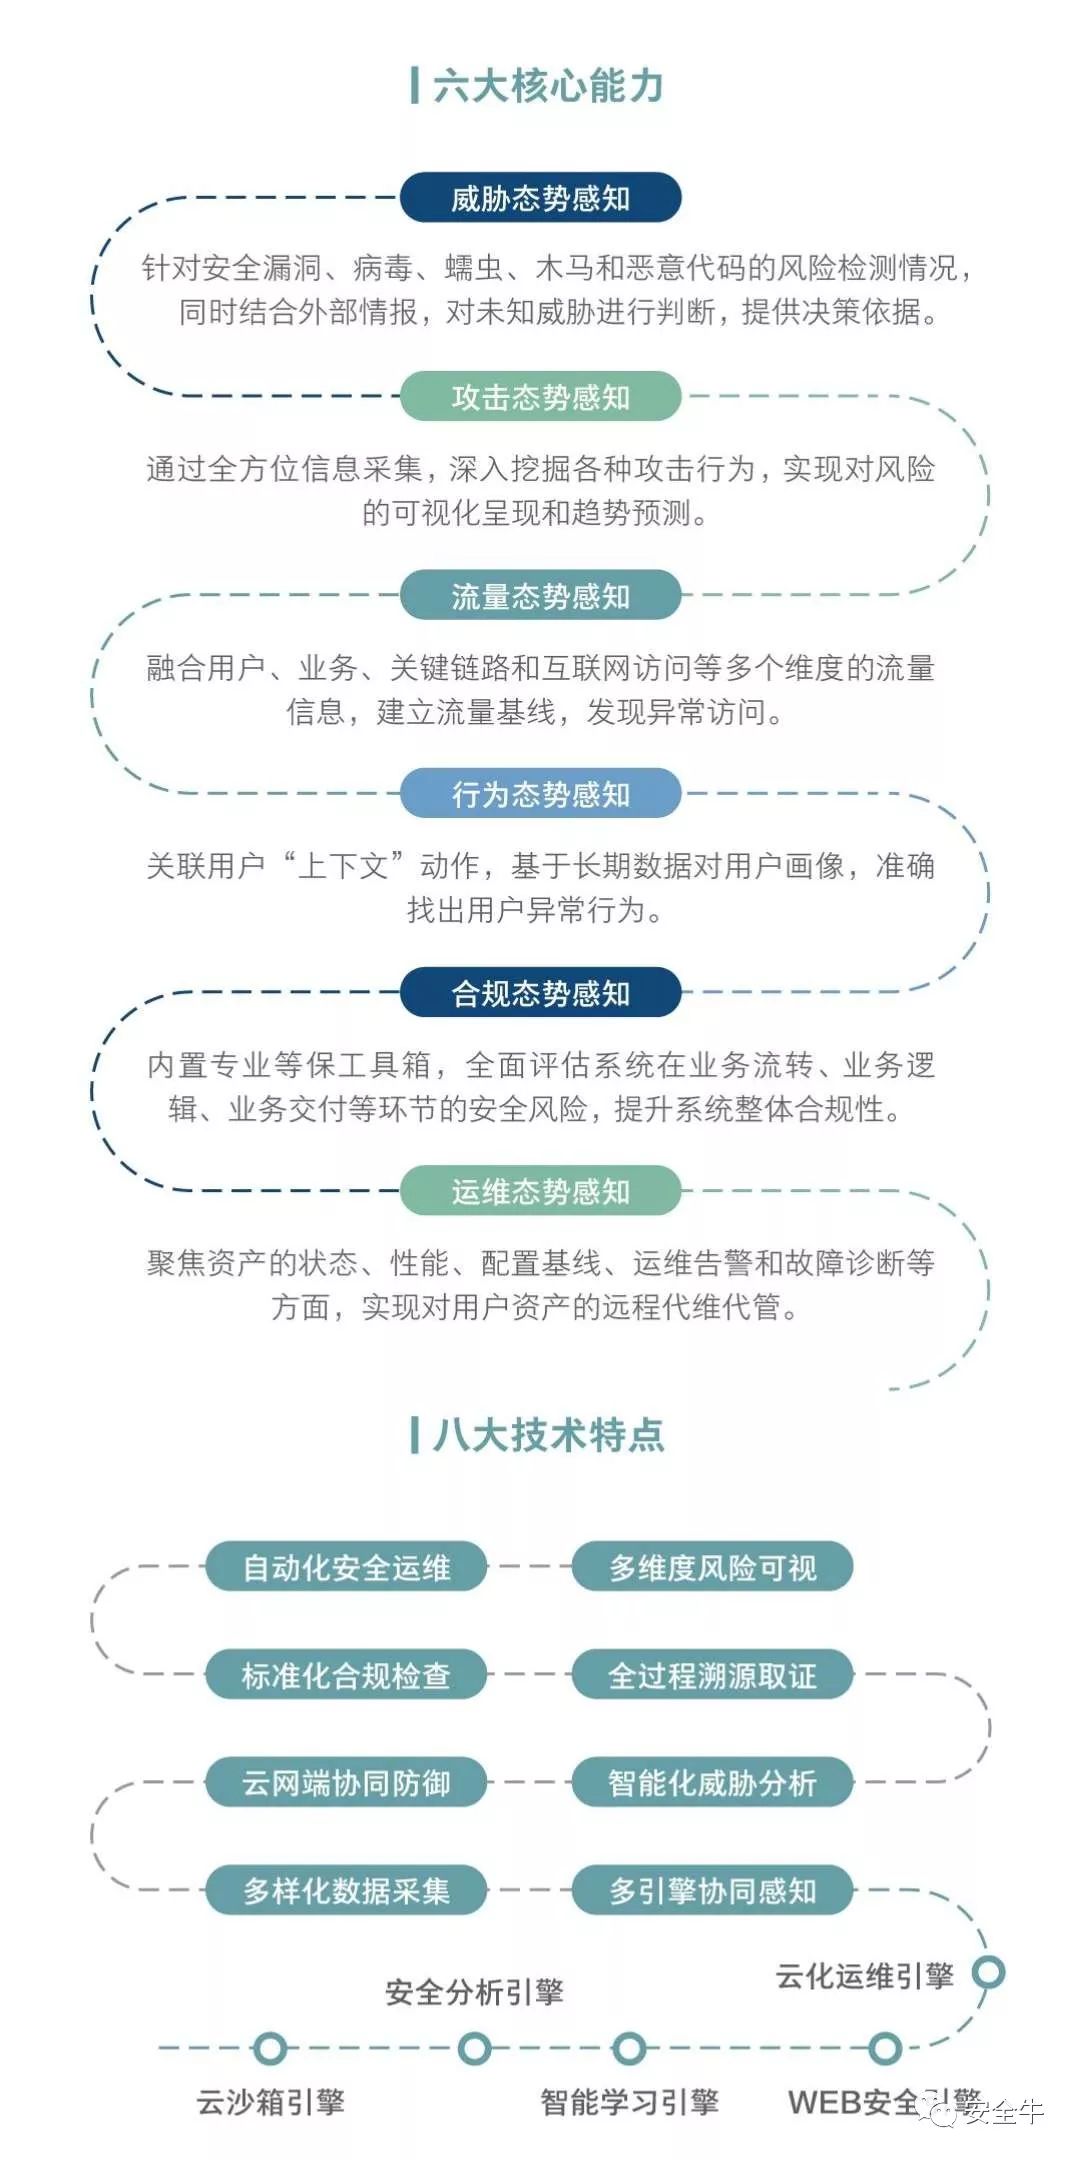 六大核心能力
威胁态势感知
针对安全漏洞、病毒、蠕虫、木马和恶意代码的风险检测情况，
同时结合外部情报，对未知威胁进行判断，提供决策依据。
攻击态势感知
通过全方位信息采集，深入挖掘各种攻击行为，实现对风险
的可视化呈现和趋势预测。
流量态势感知
融合用户、业务、关键链路和互联网访问等多个维度的流量
信息，建立流量基线，发现异常访问。
行为态势感知
关联用户“上下文”动作，基于长期数据对用户画像，准确
找出用户异常行为。
合规态势感知
内置专业等保工具箱，全面评估系统在业务流转、业务逻
辑、业务交付等环节的安全风险，提升系统整体合规性。
运维态势感知
聚焦资产的状态、性能、配置基线、运维告警和故障诊断等
方面，实现对用户资产的远程代维代管。
八大技术特点
自动化安全运维 多维度风险可视
标准化合规检查 全过程溯源取证
云网端协同防御 智能化威胁分析
多样化数据采集 多引擎协同感知
云化运维引擎
安全分析引擎
云沙箱引擎 智能学习引擎 WEB安全引擎
安全牛